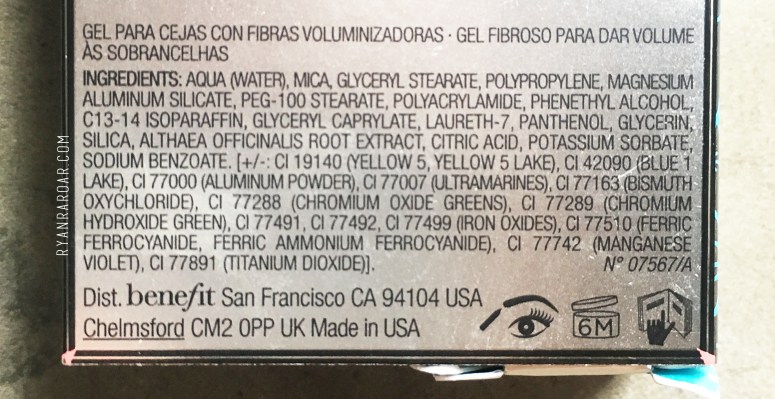 GEL PARA CEJAS CON FIBRAS VOLUMINIZADORAS · GEL FIBROSO PARA DAR VOLUME
ÀS SOBRANCELHAS
INGREDIENTS: AQUA (WATER), MICA, GLYCERYL STEARATE, POLYPROPYLENE, MAGNESIUM
ALUMINUM SILICATE, PEG-100 STEARATE, POLYACRYLAMIDE, PHENETHYL ALCOHOL,
C13-14 ISOPARAFFIN, GLYCERYL CAPRYLATE, LAURETH-7, PANTHENOL, GLYCERIN,
SILICA, ALTHAEA OFFICINALIS ROOT EXTRACT, CITRIC ACID, POTASSIUM SORBATE,
SODIUM BENZOATE. [+/-: CI 19140 (YELLOW 5, YELLOW 5 LAKE), CI 42090 (BLUE 1
LAKE), CI 77000 (ALUMINUM POWDER), CI 77007 (ULTRAMARINES), CI 77163 (BISMUTH
OXYCHLORIDE), CI 77288 (CHROMIUM OXIDE GREENS), CI 77289 (CHROMIUM
HYDROXIDE GREEN), CI 77491, CI 77492, CI 77499 (IRON OXIDES), CI 77510 (FERRIC
FERROCYANIDE, FERRIC AMMONIUM FERROCYANIDE), CI 77742 (MANGANESE
VIOLET), CI 77891 (TITANIUM DIOXIDE)].
N° 07567/A
Dist. benefit San Francisco CA 94104 USA
Chelmsford CM2 0PP UK Made in USA
6M
RYANRAROAR.COM